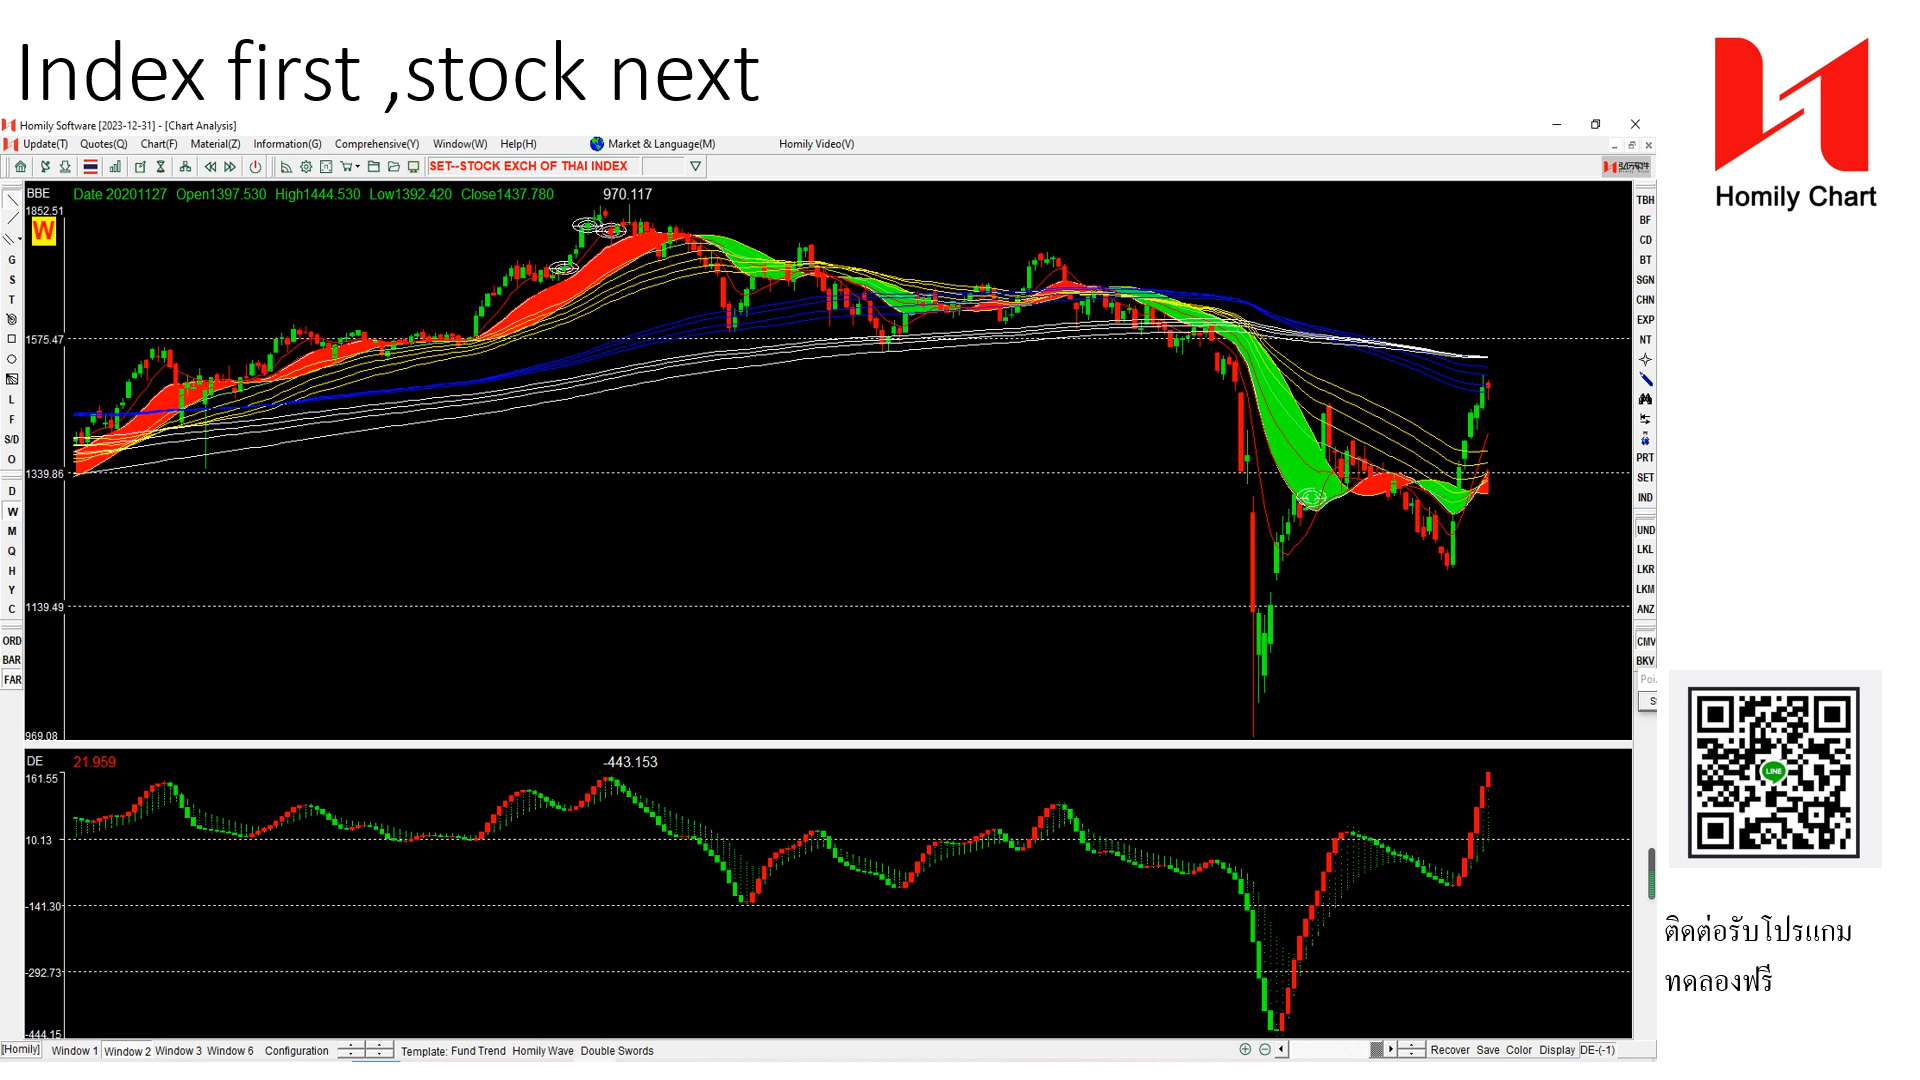 Index first ,stock next
Homily Chart
Homily Software [2023-12-31] - [Chart Analysis]
Update(T) Quotes(Q) Chart(F) Material(Z) Information(G) Comprehensive(Y) Window(W) Help(H) Market & Language(M) Homily Video(V)
SET--STOCK EXCH OF THAI INDEX
BBE Date 20201127 Open1397.530 High1444.530 Low1392.420 Close1437.780 970.117
1852.51
W
1575.47
1339.86
1139.49
969.08
G
S
T
L
F
S/D
O
D
W
M
Q
H
Y
C
ORD
BAR
FAR
TBH
BF
CD
BT
SGN
CHN
EXP
NT
PRT
SET
IND
UND
LKL
LKR
LKM
ANZ
CMV
BKV
Poi.
S
DE 21.959 -443.153
161.55
10.13
-141.30
-292.73
-444.15
LINE
ติดต่อรับโปรแกม
ทดลองฟรี
[Homily] Window 1 Window 2 Window 3 Window 6 Configuration Template: Fund Trend Homily Wave Double Swords Recover Save Color Display DE-(-1)